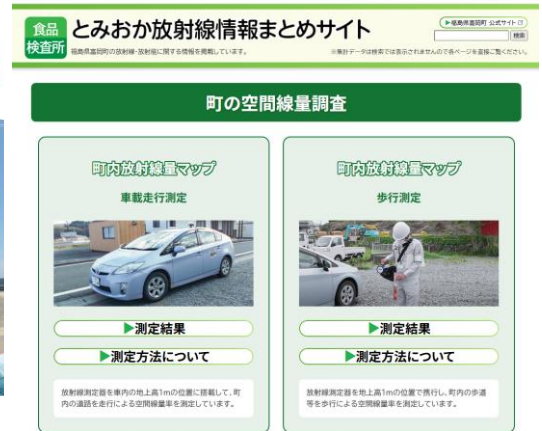 食品
検査所
とみおか放射線情報まとめサイト
福島県富岡町の放射線・放射能に関する情報を掲載しています。
▶福島県富岡町 公式サイト
検索
※集計データは検索では表示されませんので各ページを直接ご覧ください。
町の空間線量調査
町内放射線量マップ
車載走行測定
▶測定結果
▶測定方法について
放射線測定器を車内の地上高1mの位置に搭載して、町
内の道路を走行による空間線量率を測定しています。
町内放射線量マップ
歩行測定
▶測定結果
▶測定方法について
放射線測定器を地上高1mの位置で携行し、町内の歩道
等を歩行による空間線量率を測定しています。